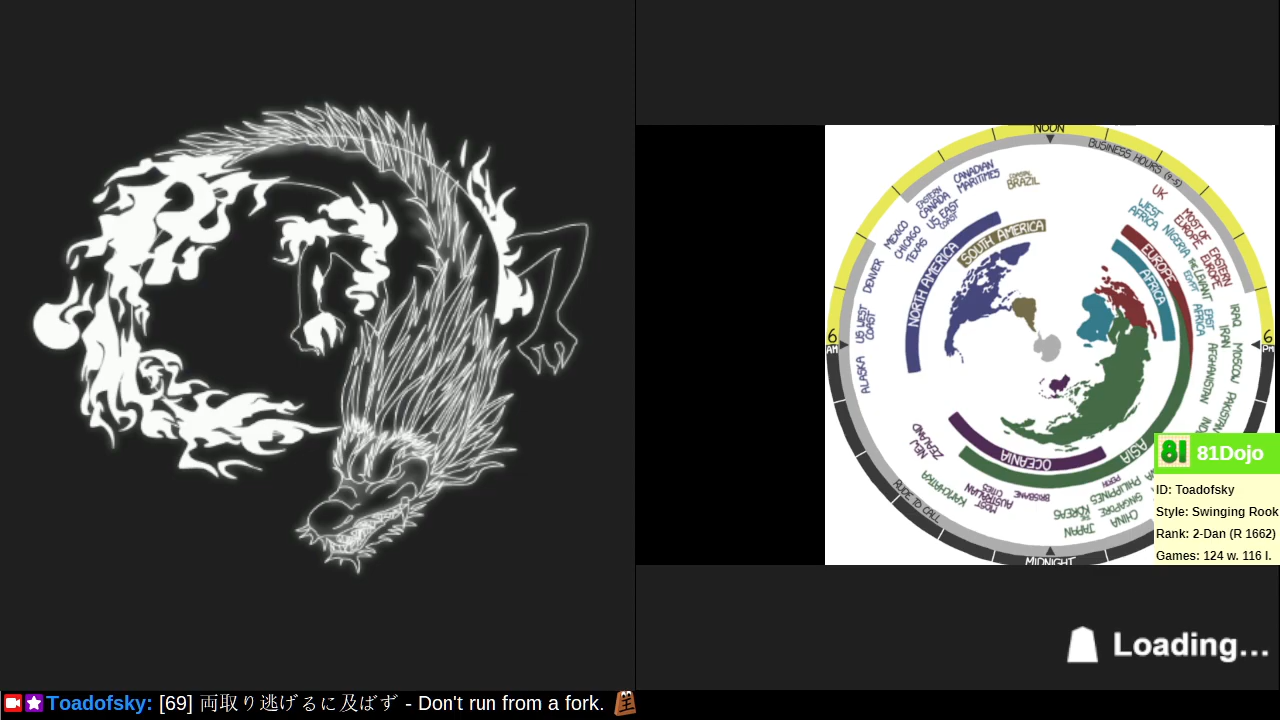 NOON
BUSINESS HOURS (9-5)
CANADIAN MARITIMES
COASTAL BRAZIL
EASTERN CANADA
US EAST COAST
MEXICO
CHICAGO
TEXAS
DENVER
US WEST COAST
ALASKA
NORTH AMERICA
SOUTH AMERICA
UK
WEST AFRICA
MOST OF EUROPE
NIGERIA
EASTERN EUROPE
THE LEVANT
EGYPT
EAST AFRICA
EUROPE
AFRICA
IRAQ
IRAN
MOSCOW
AFGHANISTAN
PAKISTAN
6 AM
6 PM
NEW ZEALAND
KAMCHATKA
OCEANIA
ASIA
MOST AUSTRALIAN CITIES
BRISBANE
PERTH
PHILIPPINES
SINGAPORE
CHINA
THE KOREAS
JAPAN
RUDE TO CALL
MIDNIGHT
81 81Dojo
ID: Toadofsky
Style: Swinging Rook
Rank: 2-Dan (R 1662)
Games: 124 w. 116 l.
Loading...
Toadofsky: [69] 両取り逃げるに及ばず - Don't run from a fork.